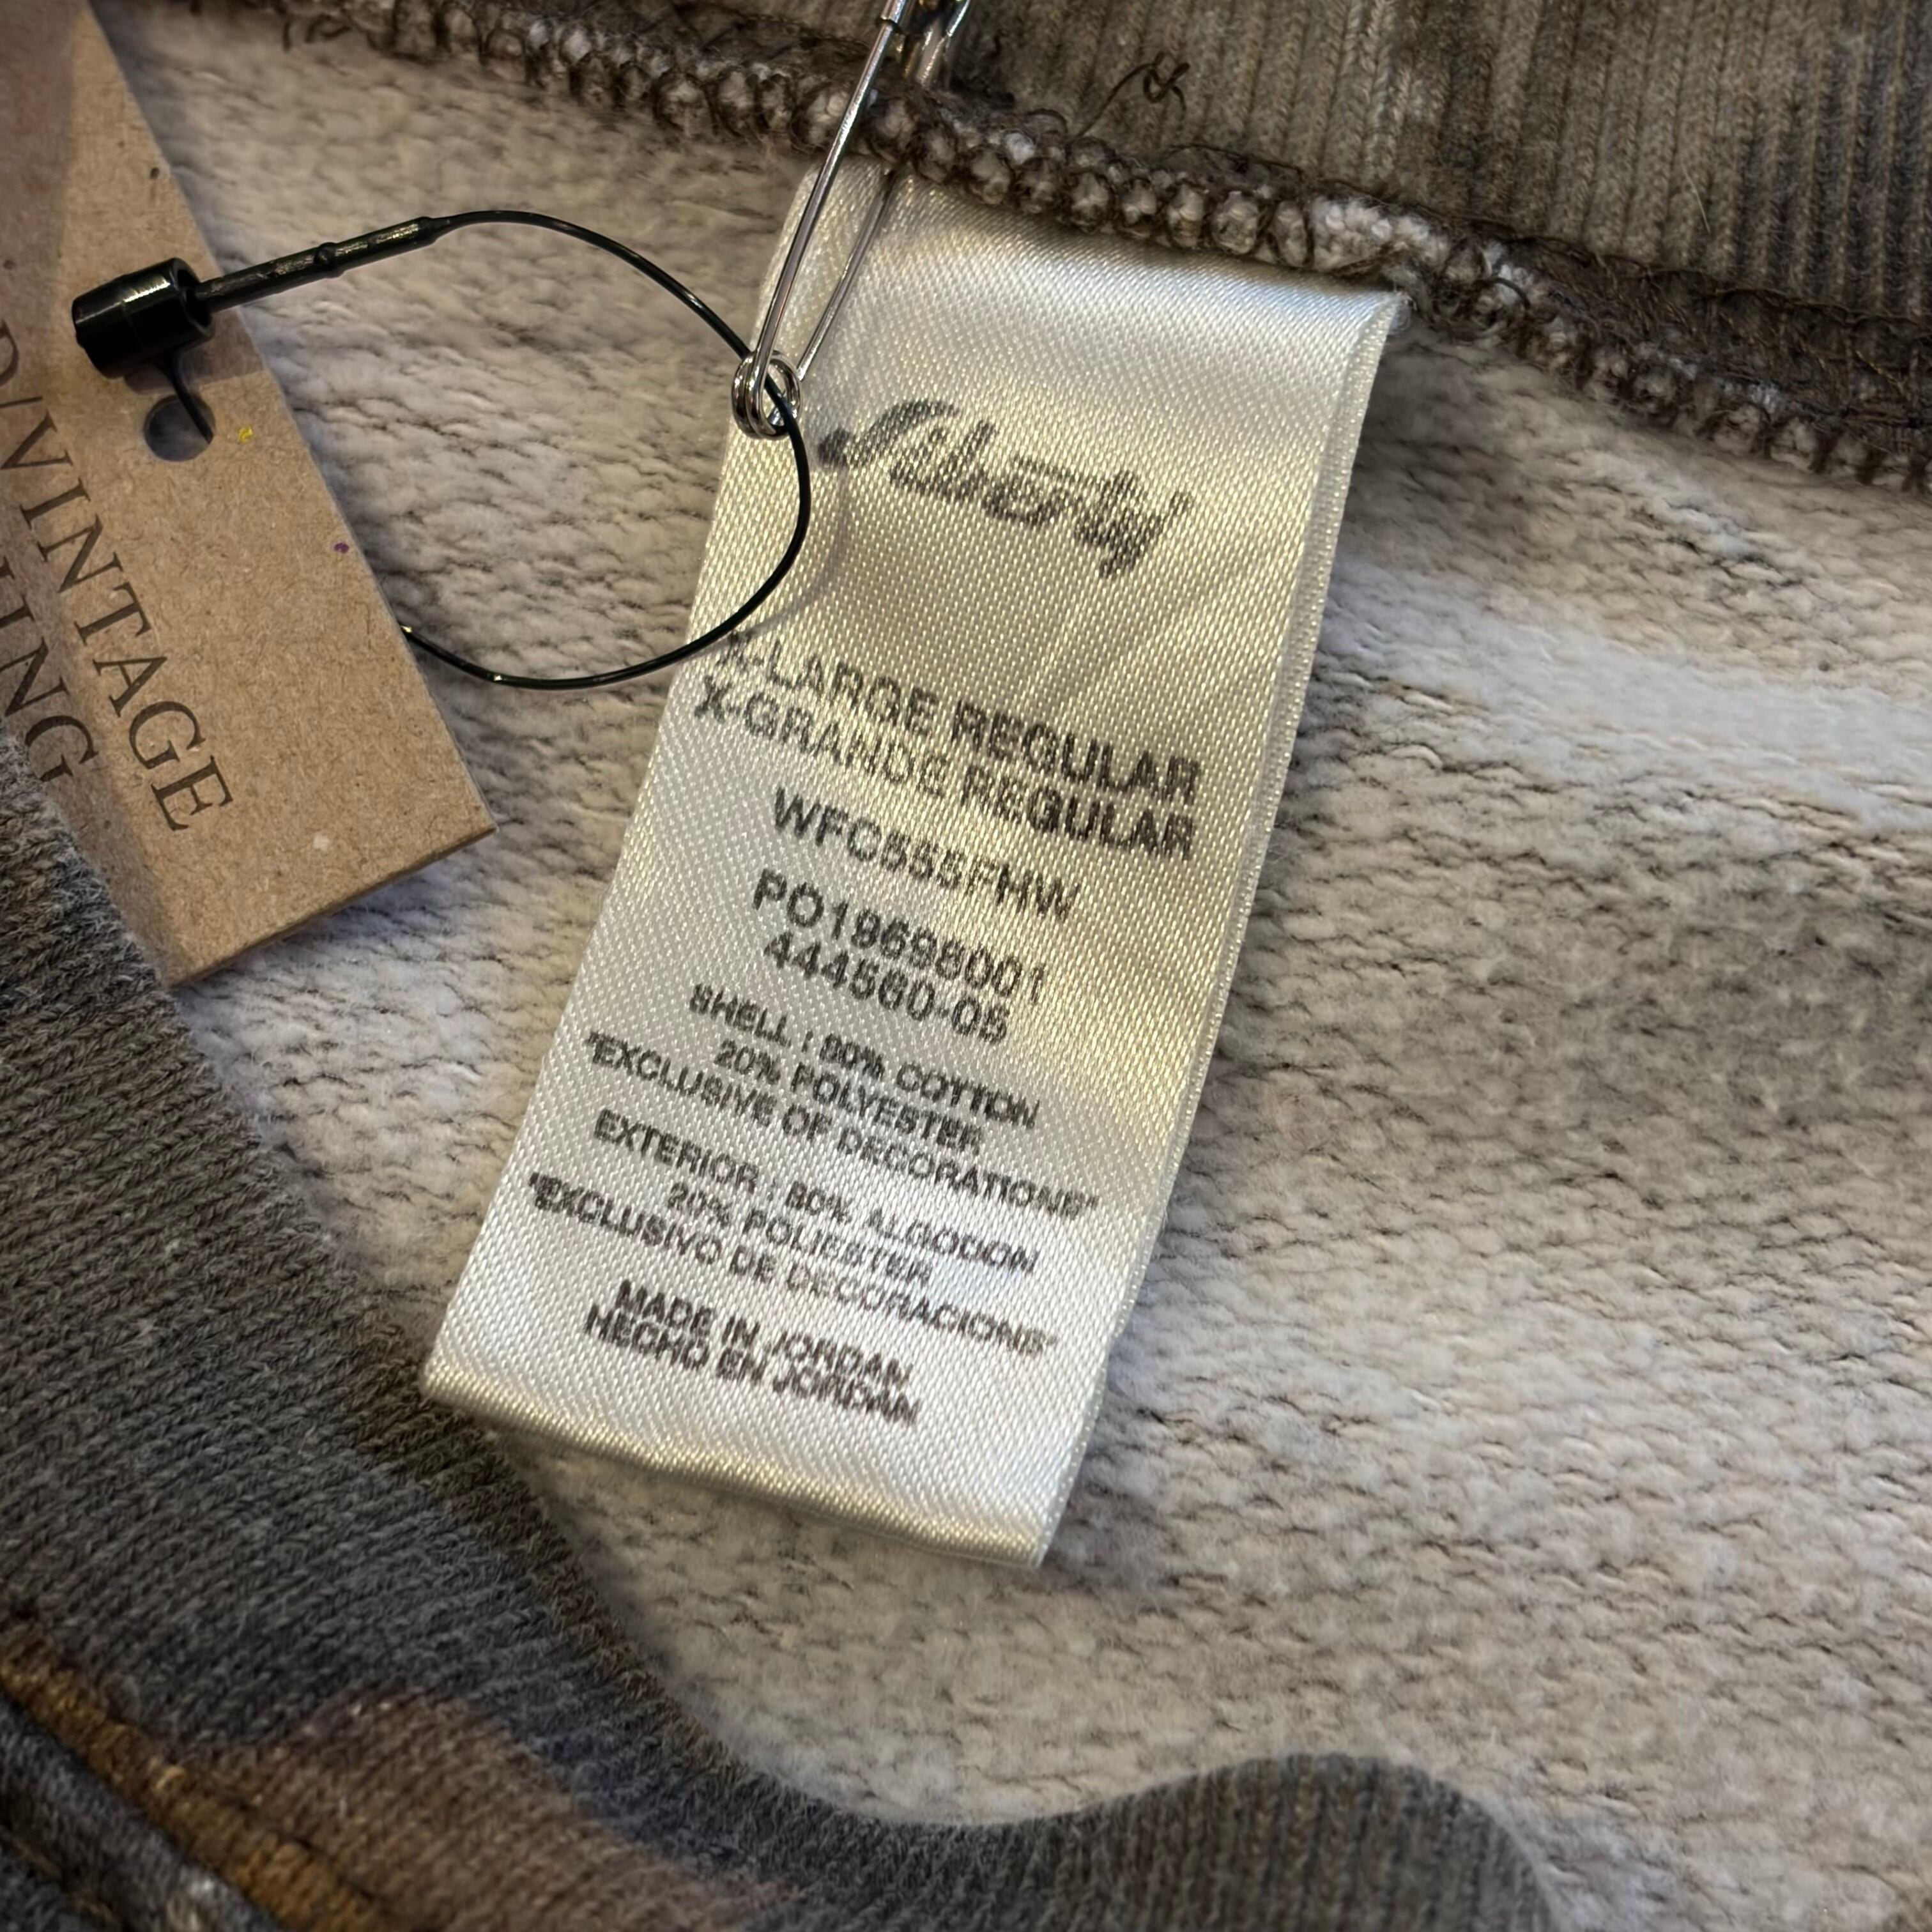 D/VINTAGE
Liberty
X-LARGE REGULAR
X-GRANDE REGULAR
WFC555FHW
PO19698001
444560-05
SHELL : 80% COTTON
20% POLYESTER
*EXCLUSIVE OF DECORATIONS*
EXTERIOR : 80% ALGODON
20% POLIESTER
*EXCLUSIVO DE DECORACIONS*
MADE IN JORDAN
HECHO EN JORDAN